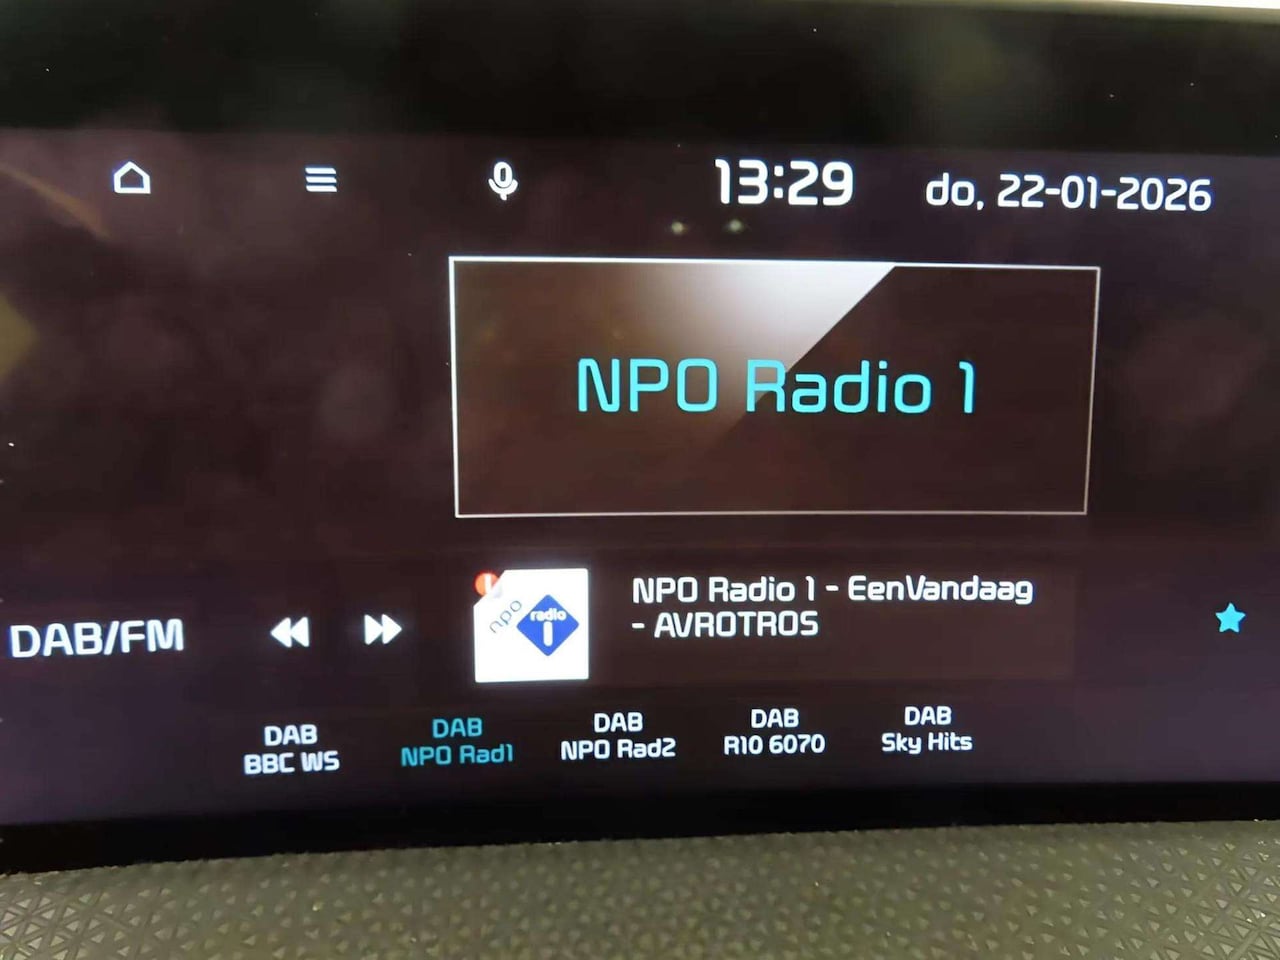 13:29
do, 22-01-2026
NPO Radio 1
DAB/FM
npo
radio
1
NPO Radio 1 - EenVandaag
- AVROTROS
DAB
BBC WS
DAB
NPO Rad1
DAB
NPO Rad2
DAB
R10 6070
DAB
Sky Hits